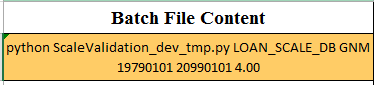 Batch File Content
python ScaleValidation_dev_tmp.py LOAN_SCALE_DB GNM
19790101 20990101 4.00